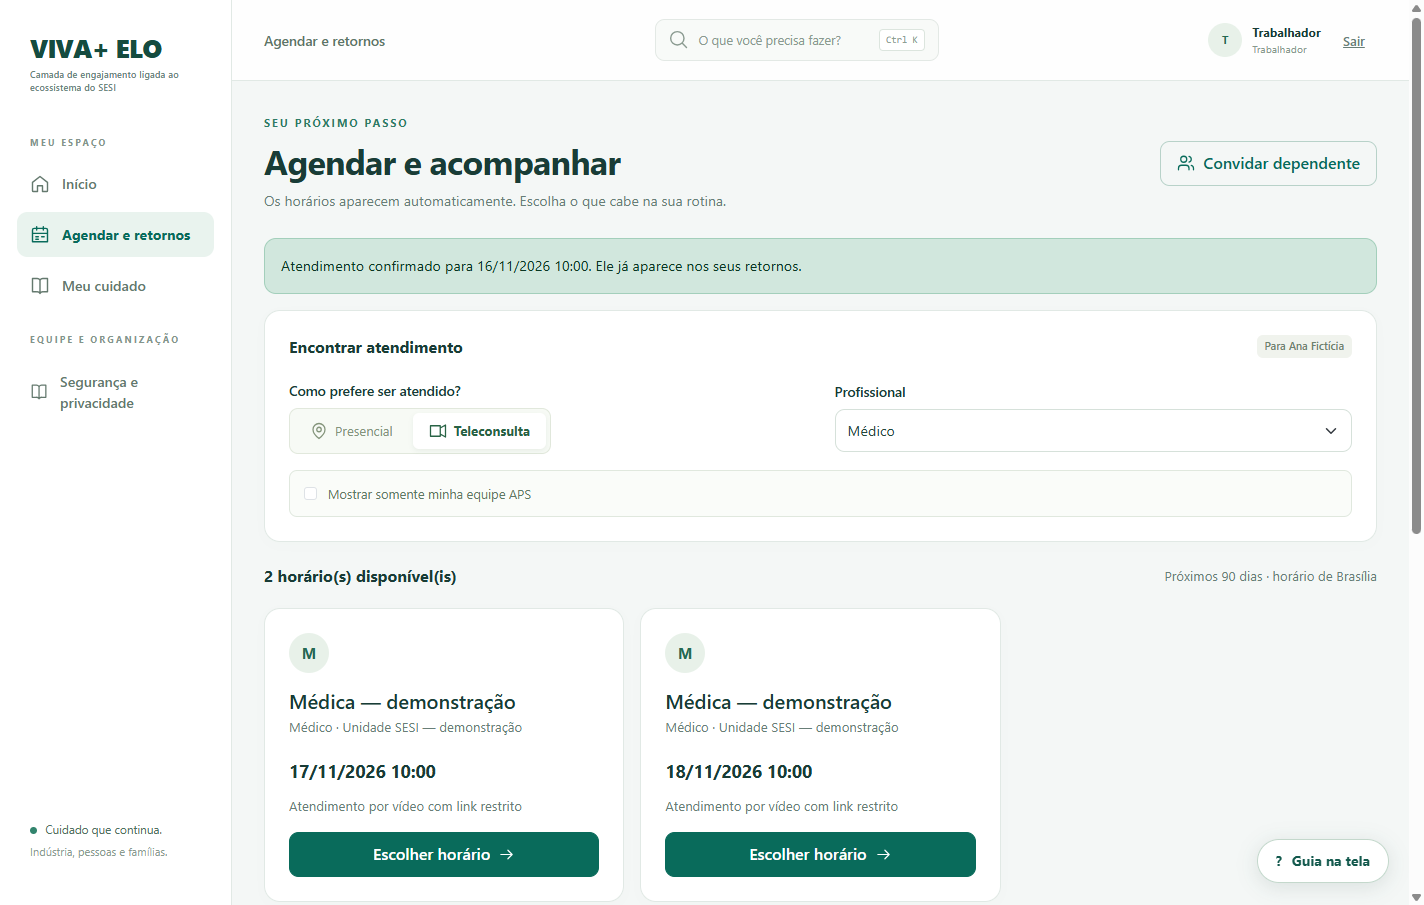 VIVA+ ELO
Camada de engajamento ligada ao
ecossistema do SESI
MEU ESPAÇO
Início
Agendar e retornos
Meu cuidado
EQUIPE E ORGANIZAÇÃO
Segurança e
privacidade
Cuidado que continua.
Indústria, pessoas e famílias.
Agendar e retornos
O que você precisa fazer?
Ctrl K
T
Trabalhador
Trabalhador
Sair
SEU PRÓXIMO PASSO
Agendar e acompanhar
Os horários aparecem automaticamente. Escolha o que cabe na sua rotina.
Convidar dependente
Atendimento confirmado para 16/11/2026 10:00. Ele já aparece nos seus retornos.
Encontrar atendimento
Para Ana Fictícia
Como prefere ser atendido?
Presencial
Teleconsulta
Profissional
Médico
Mostrar somente minha equipe APS
2 horário(s) disponível(is)
Próximos 90 dias · horário de Brasília
M
Médica — demonstração
Médico · Unidade SESI — demonstração
17/11/2026 10:00
Atendimento por vídeo com link restrito
Escolher horário →
M
Médica — demonstração
Médico · Unidade SESI — demonstração
18/11/2026 10:00
Atendimento por vídeo com link restrito
Escolher horário →
? Guia na tela